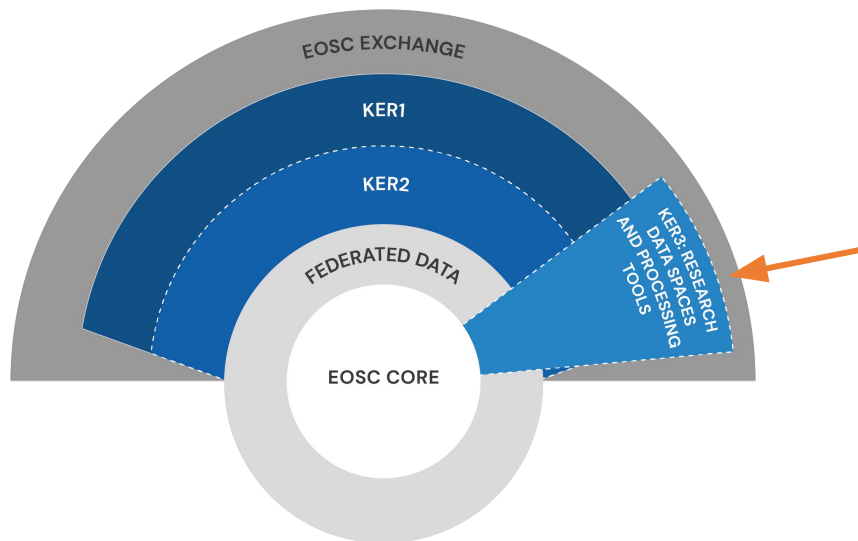 EOSC EXCHANGE
KER1
KER2
FEDERATED DATA
KER3: RESEARCH
DATA SPACES
AND PROCESSING
TOOLS
EOSC CORE